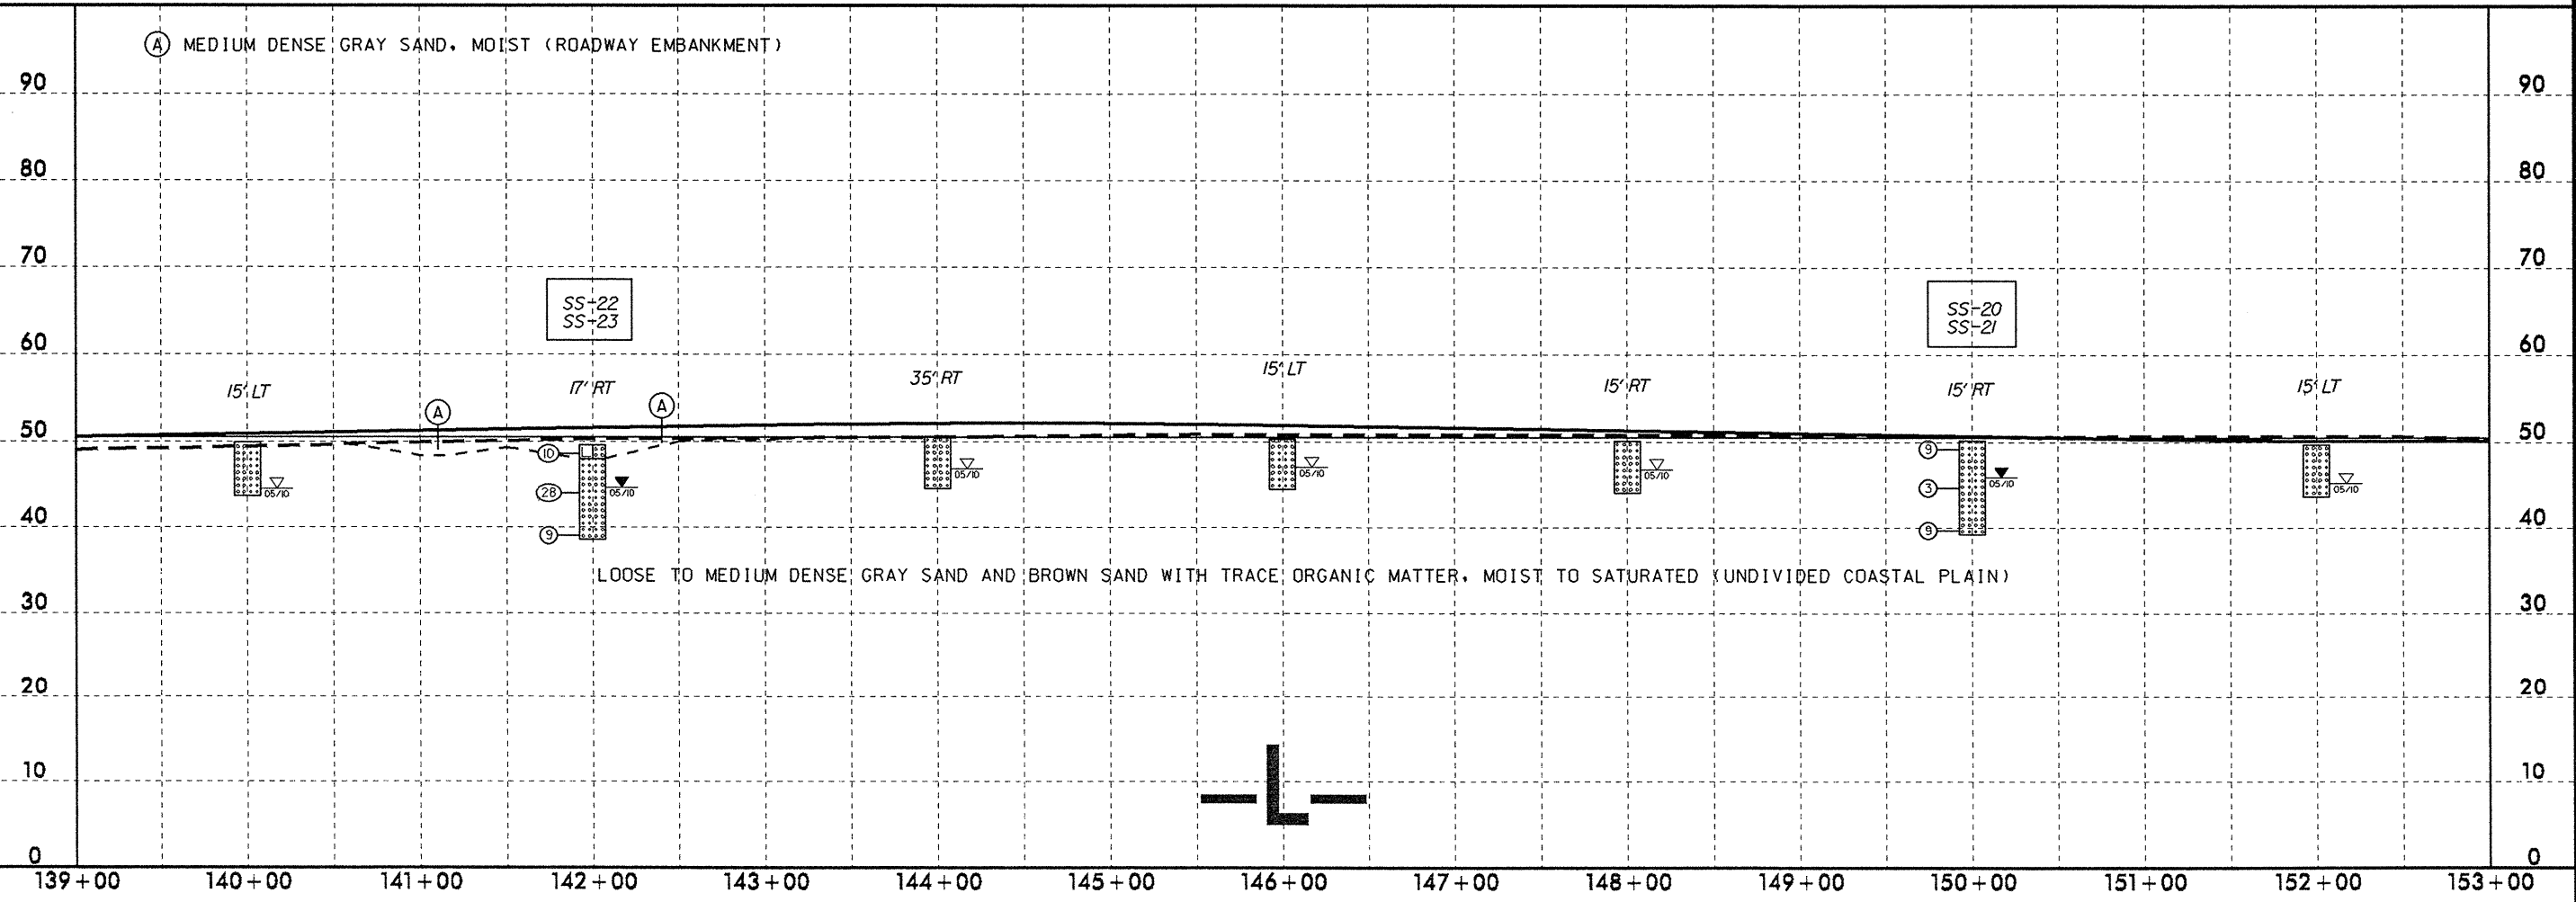 Ⓐ MEDIUM DENSE GRAY SAND, MOIST (ROADWAY EMBANKMENT)
90 90
80 80
70 70
SS-22
SS-23
SS-20
SS-21
60 60
15' LT
17' RT
35' RT
15' LT
15' RT
15' RT
15' LT
A
A
50 50
10
28
9
9
3
9
05/10
05/10
05/10
05/10
05/10
05/10
05/10
40 40
LOOSE TO MEDIUM DENSE GRAY SAND AND BROWN SAND WITH TRACE ORGANIC MATTER, MOIST TO SATURATED (UNDIVIDED COASTAL PLAIN)
30 30
20 20
10 10
L
0 0
139+00 140+00 141+00 142+00 143+00 144+00 145+00 146+00 147+00 148+00 149+00 150+00 151+00 152+00 153+00